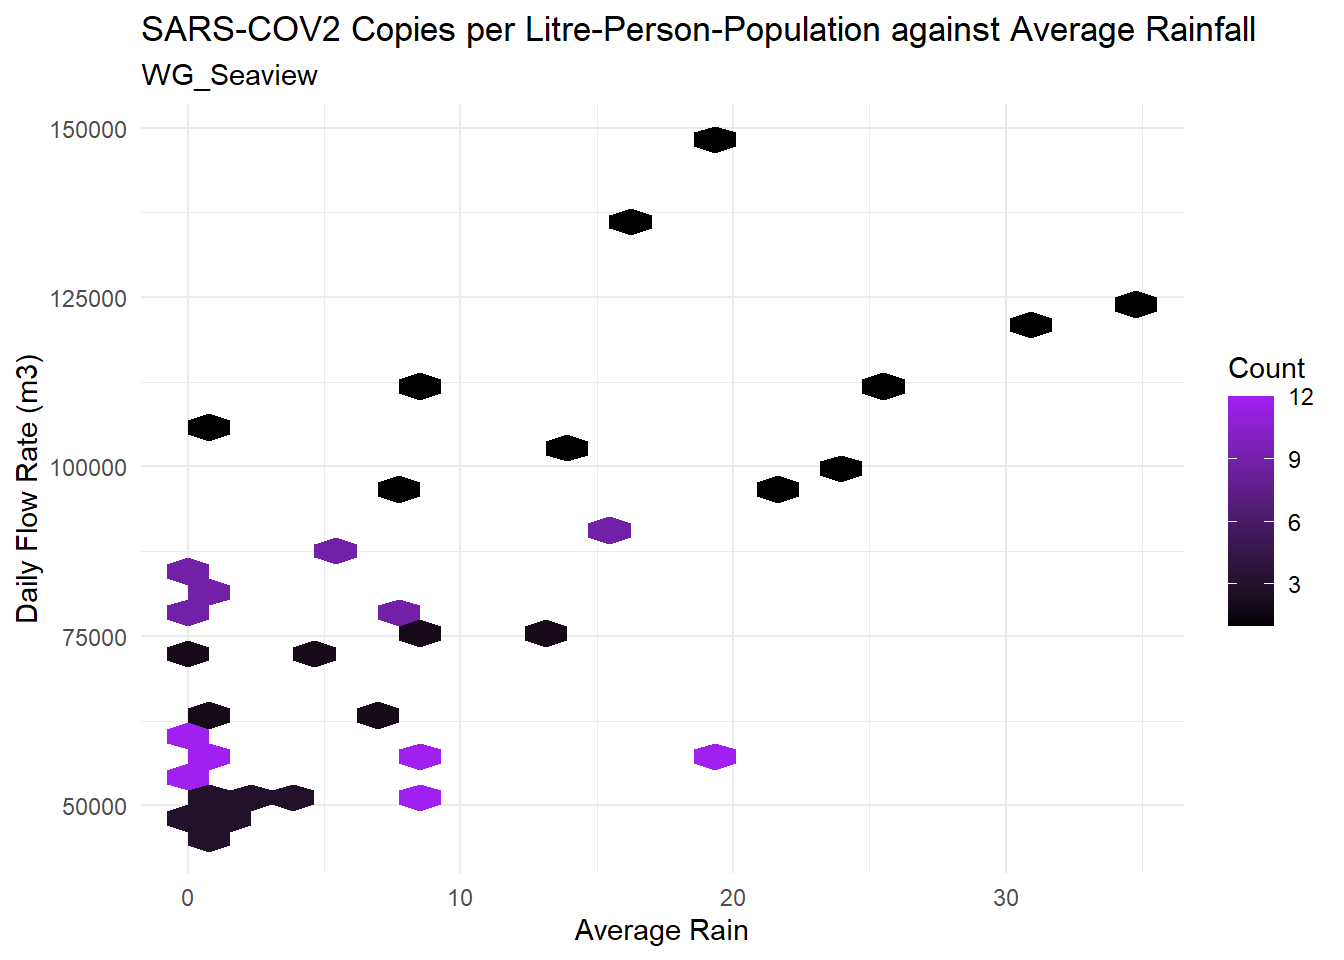 SARS-COV2 Copies per Litre-Person-Population against Average Rainfall
WG_Seaview
150000
125000
100000
75000
50000
Daily Flow Rate (m3)
0
10
20
30
Average Rain
Count
12
9
6
3